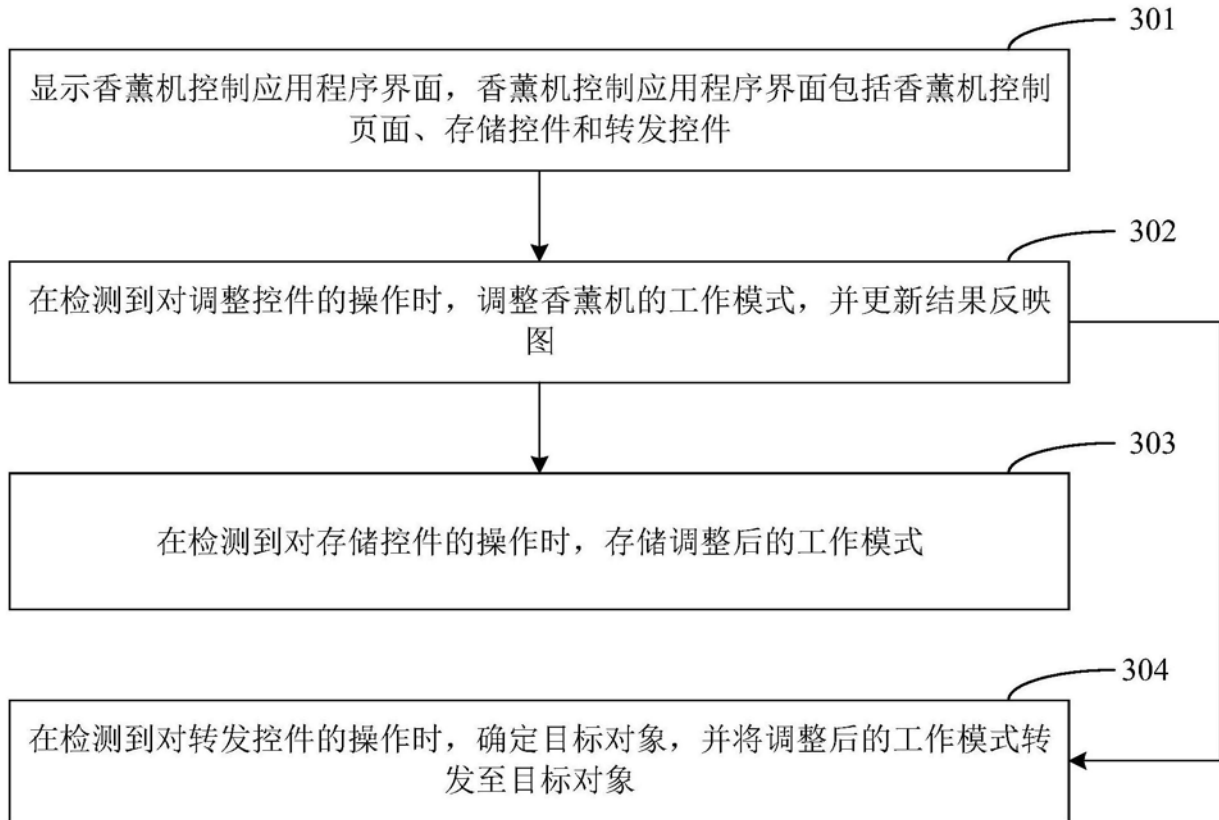 301
显示香薰机控制应用程序界面，香薰机控制应用程序界面包括香薰机控制
页面、存储控件和转发控件
302
在检测到对调整控件的操作时，调整香薰机的工作模式，并更新结果反映
图
303
在检测到对存储控件的操作时，存储调整后的工作模式
304
在检测到对转发控件的操作时，确定目标对象，并将调整后的工作模式转
发至目标对象